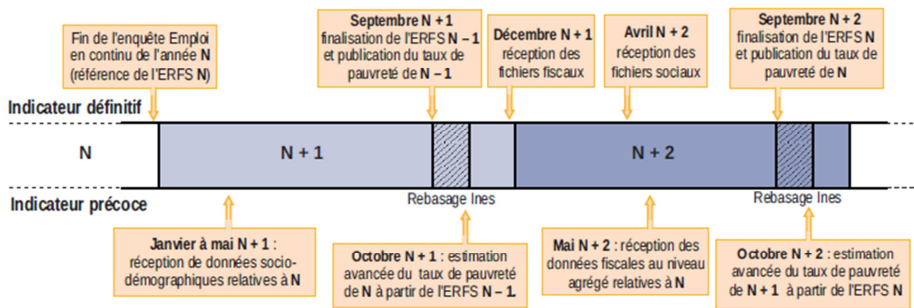 Fin de l'enquête Emploi
en continu de l'année N
(référence de l'ERFS N)
Septembre N + 1
finalisation de l'ERFS N – 1
et publication du taux de
pauvreté de N – 1
Décembre N + 1
réception des
fichiers fiscaux
Avril N + 2
réception des
fichiers sociaux
Septembre N + 2
finalisation de l'ERFS N
et publication du taux de
pauvreté de N
Indicateur définitif
N
N + 1
N + 2
Indicateur précoce
Rebasage Ines
Rebasage Ines
Janvier à mai N + 1 :
réception de données socio-
démographiques relatives à N
Octobre N + 1 : estimation
avancée du taux de pauvreté
de N à partir de l'ERFS N – 1.
Mai N + 2 : réception des
données fiscales au niveau
agrégé relatives à N
Octobre N + 2 : estimation
avancée du taux de pauvreté
de N + 1 à partir de l'ERFS N